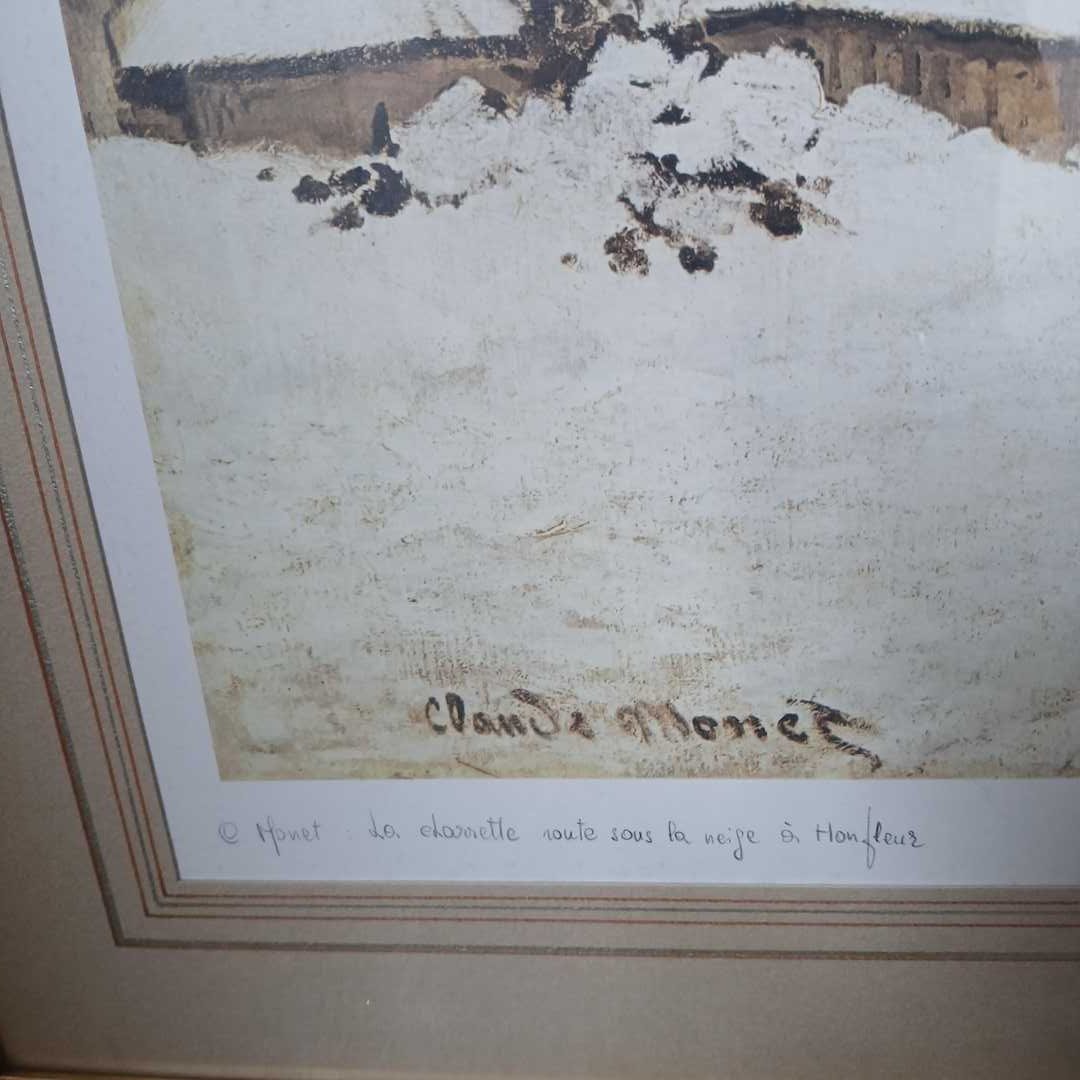 Claude Monet
© Monet : La charrette route sous la neige à Honfleur